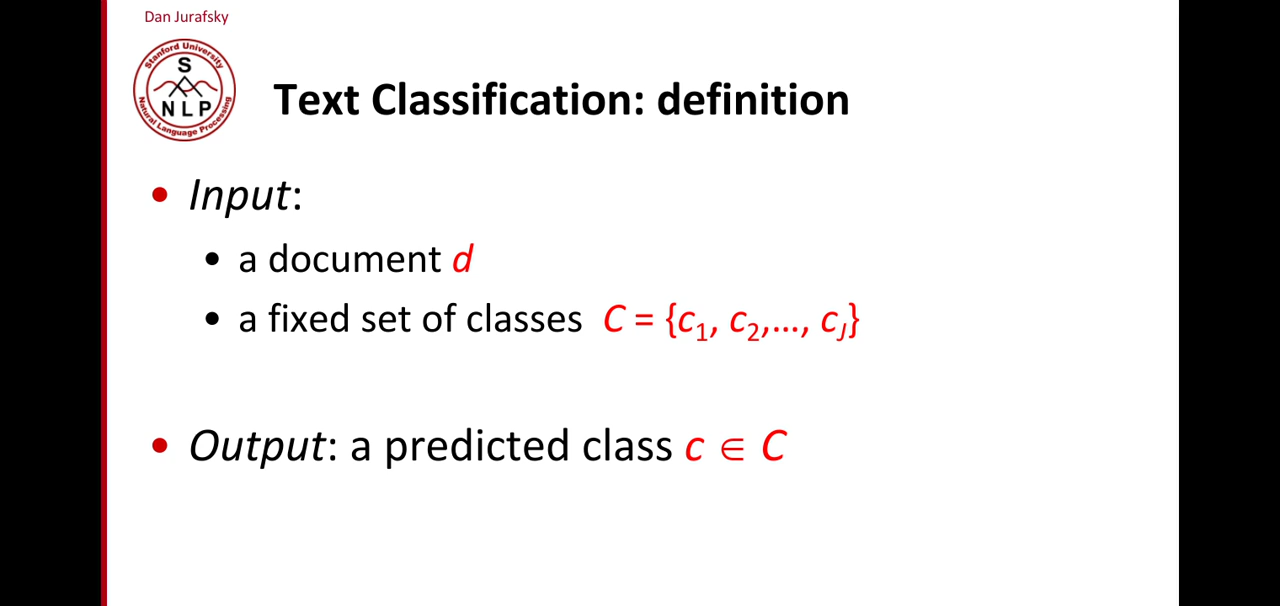 Dan Jurafsky
Stanford University
S
NLP
Natural Language Processing
Text Classification: definition
• Input:
• a document d
• a fixed set of classes C = {c₁, c₂,…, cJ}
• Output: a predicted class c ∈ C